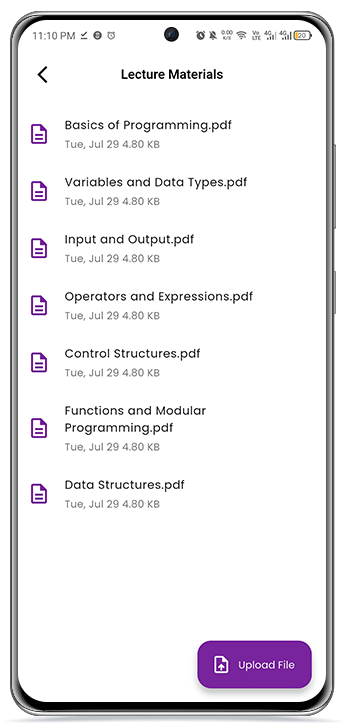 11:10 PM
0.00 K/S Vo LTE 4G 4G 20
Lecture Materials
Basics of Programming.pdf
Tue, Jul 29 4.80 KB
Variables and Data Types.pdf
Tue, Jul 29 4.80 KB
Input and Output.pdf
Tue, Jul 29 4.80 KB
Operators and Expressions.pdf
Tue, Jul 29 4.80 KB
Control Structures.pdf
Tue, Jul 29 4.80 KB
Functions and Modular
Programming.pdf
Tue, Jul 29 4.80 KB
Data Structures.pdf
Tue, Jul 29 4.80 KB
Upload File